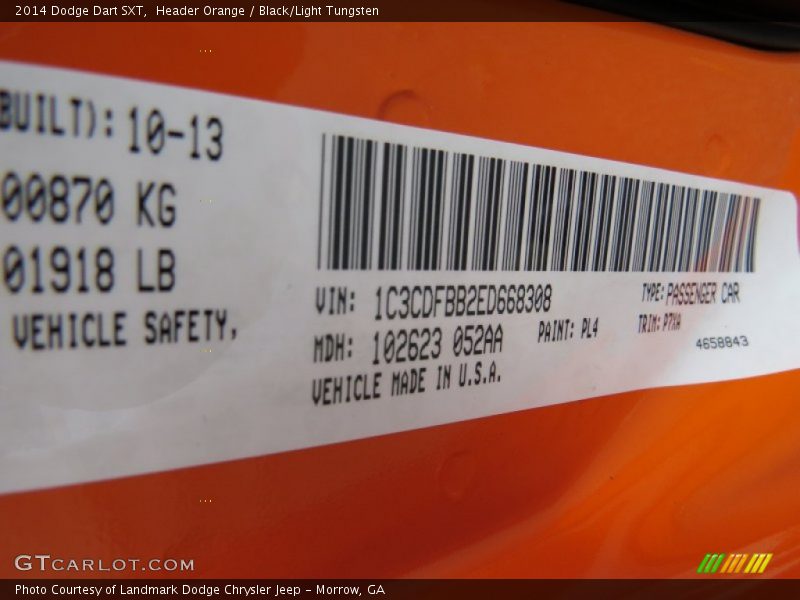 2014 Dodge Dart SXT,  Header Orange / Black/Light Tungsten
BUILT): 10-13
00870 KG
01918 LB
VEHICLE SAFETY,
VIN: 1C3CDFBB2ED668308
TYPE: PASSENGER CAR
MDH: 102623 052AA
PAINT: PL4
TRIM: P7XA
4658843
VEHICLE MADE IN U.S.A.
GTCARLOT.COM
Photo Courtesy of Landmark Dodge Chrysler Jeep - Morrow, GA